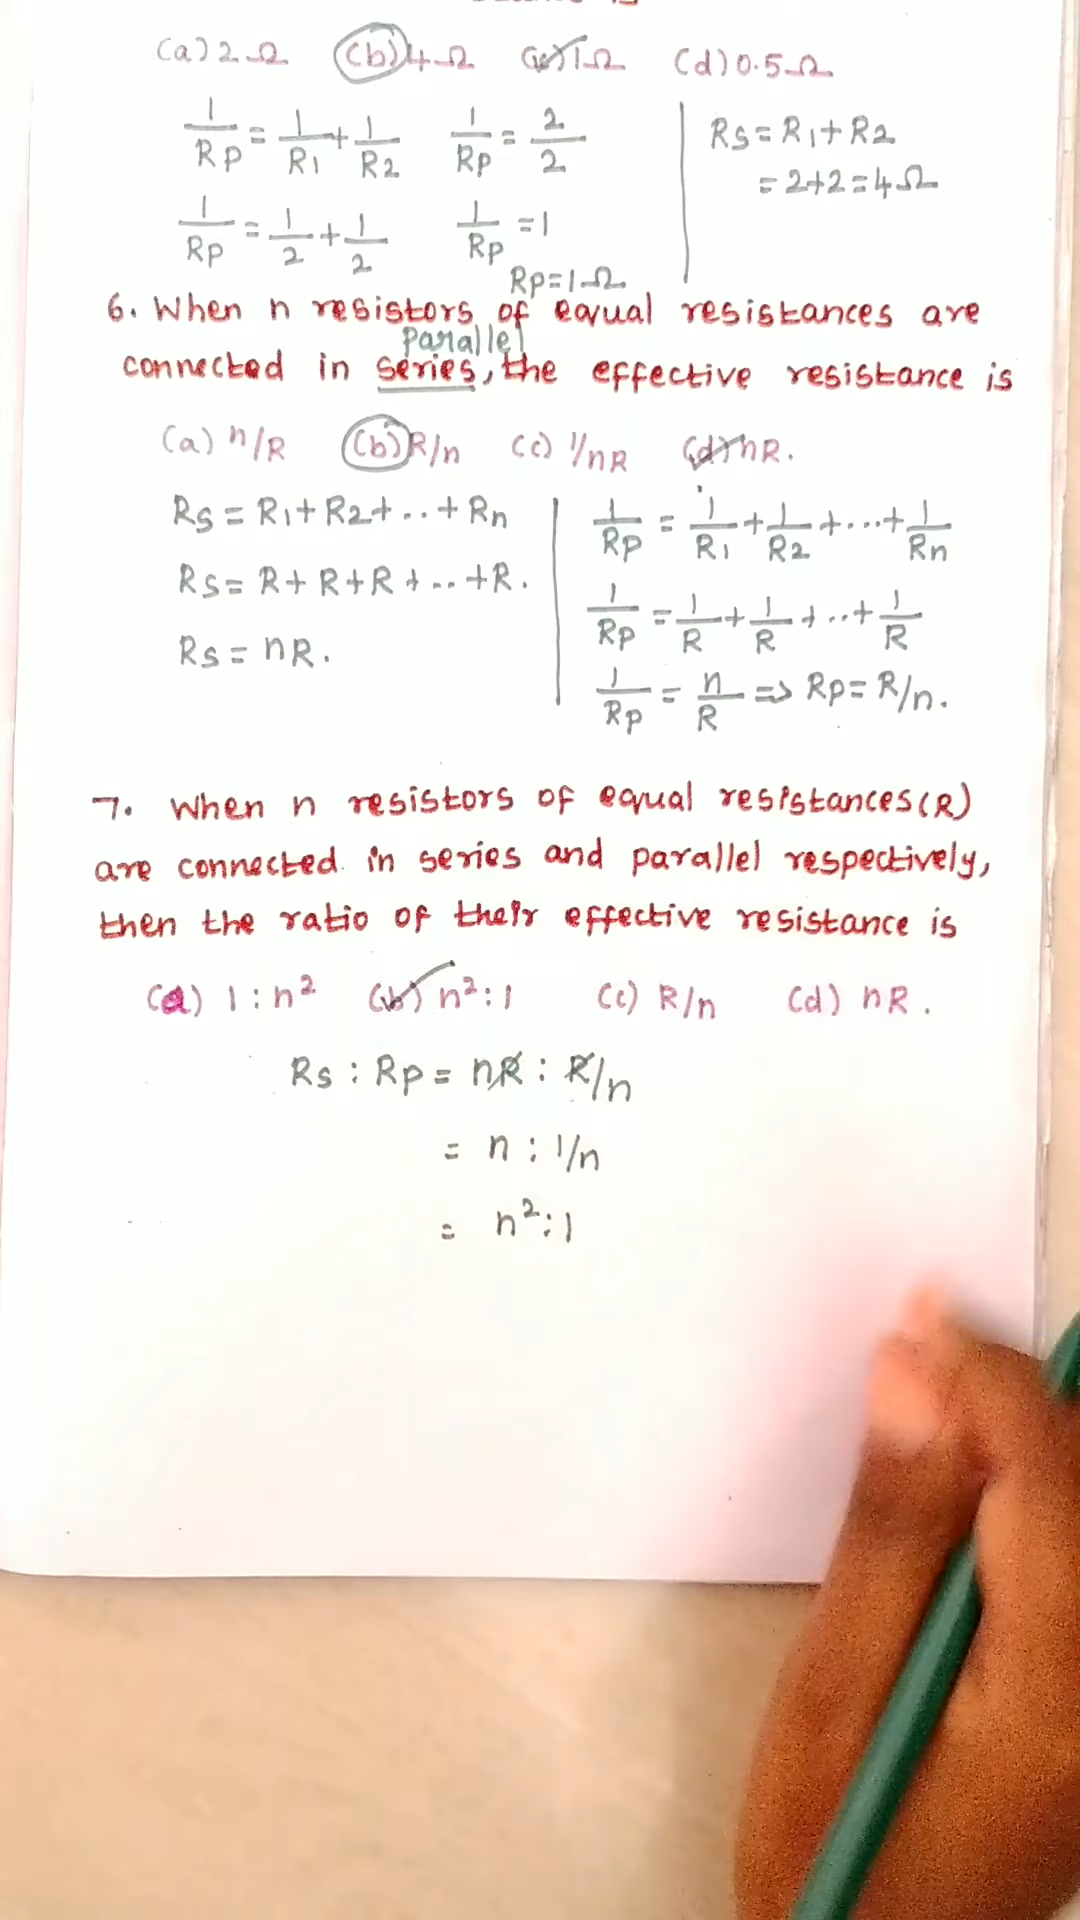 (a) 2Ω (b) 4Ω (c) 1Ω (d) 0.5Ω
1/Rp = 1/R1 + 1/R2 1/Rp = 2/2 Rs = R1 + R2
= 2+2 = 4Ω
1/Rp = 1/2 + 1/2 1/Rp = 1
Rp = 1Ω
6. When n resistors of equal resistances are
parallel
connected in series, the effective resistance is
(a) n/R (b) R/n (c) 1/nR (d) nR.
Rs = R1 + R2 + .. + Rn 1/Rp = 1/R1 + 1/R2 + ... + 1/Rn
Rs = R + R + R + .. + R. 1/Rp = 1/R + 1/R + .. + 1/R
Rs = nR. 1/Rp = n/R => Rp = R/n.
7. When n resistors of equal resistances (R)
are connected in series and parallel respectively,
then the ratio of their effective resistance is
(a) 1 : n² (b) n² : 1 (c) R/n (d) nR.
Rs : Rp = nR : R/n
= n : 1/n
= n² : 1